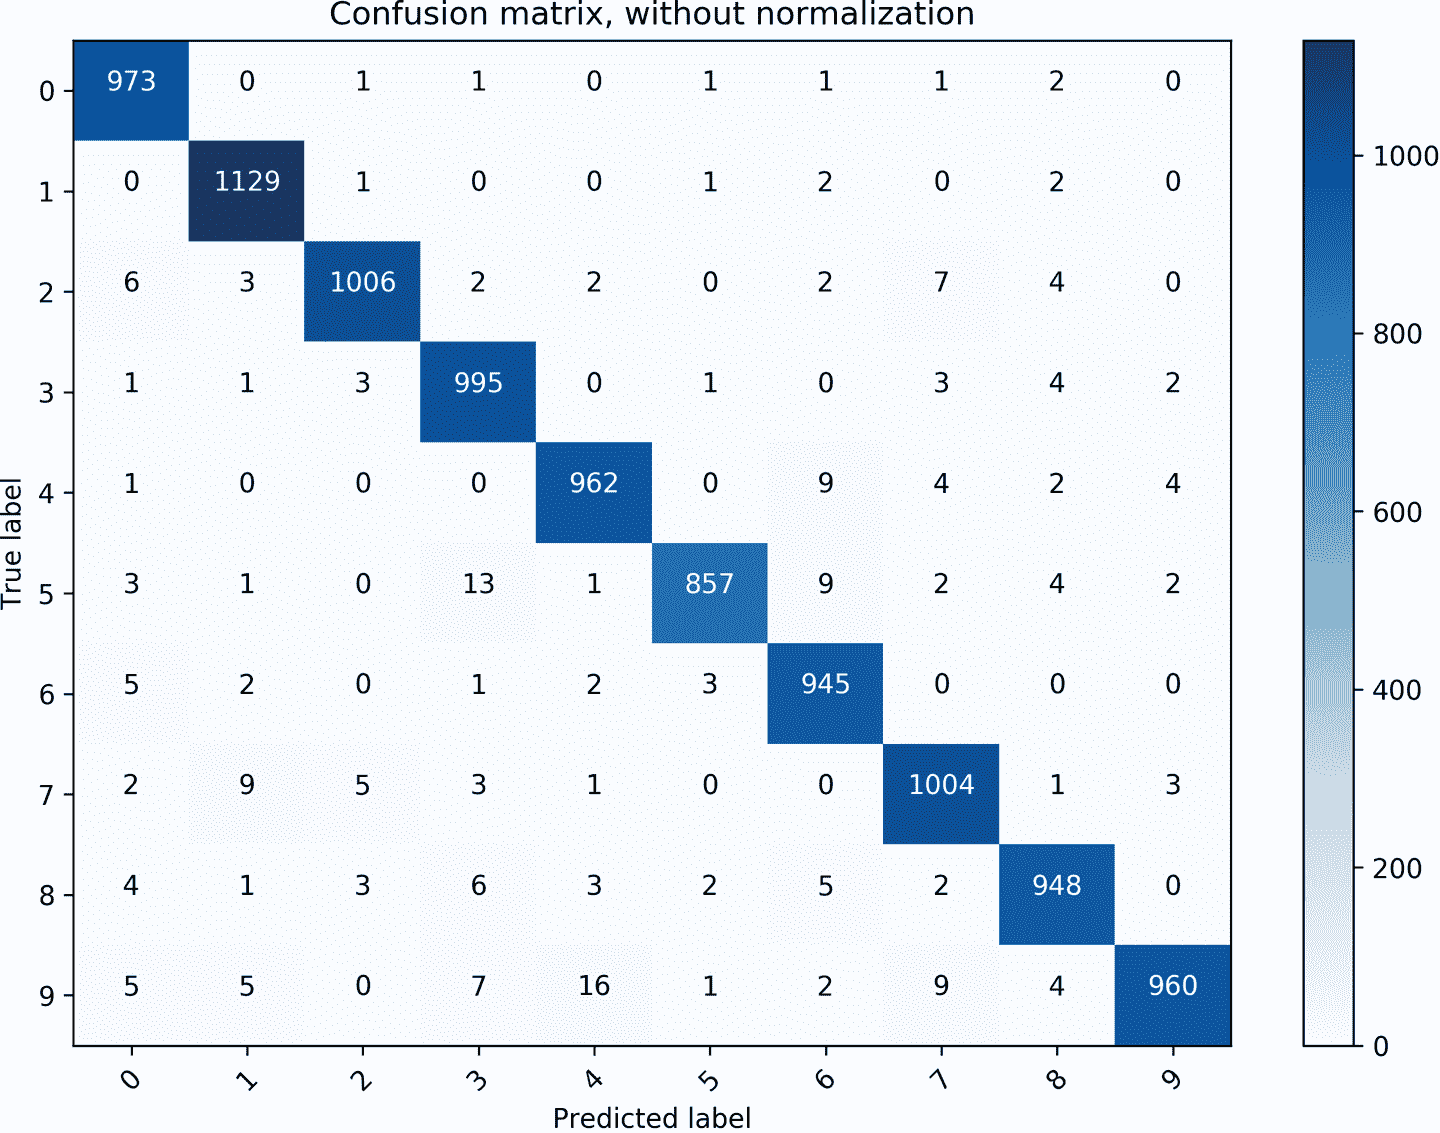 Confusion matrix, without normalization
0 973 0 1 1 0 1 1 1 2 0
1 0 1129 1 0 0 1 2 0 2 0
2 6 3 1006 2 2 0 2 7 4 0
3 1 1 3 995 0 1 0 3 4 2
4 1 0 0 0 962 0 9 4 2 4
5 3 1 0 13 1 857 9 2 4 2
6 5 2 0 1 2 3 945 0 0 0
7 2 9 5 3 1 0 0 1004 1 3
8 4 1 3 6 3 2 5 2 948 0
9 5 5 0 7 16 1 2 9 4 960
0 1 2 3 4 5 6 7 8 9
Predicted label
True label
1000
800
600
400
200
0